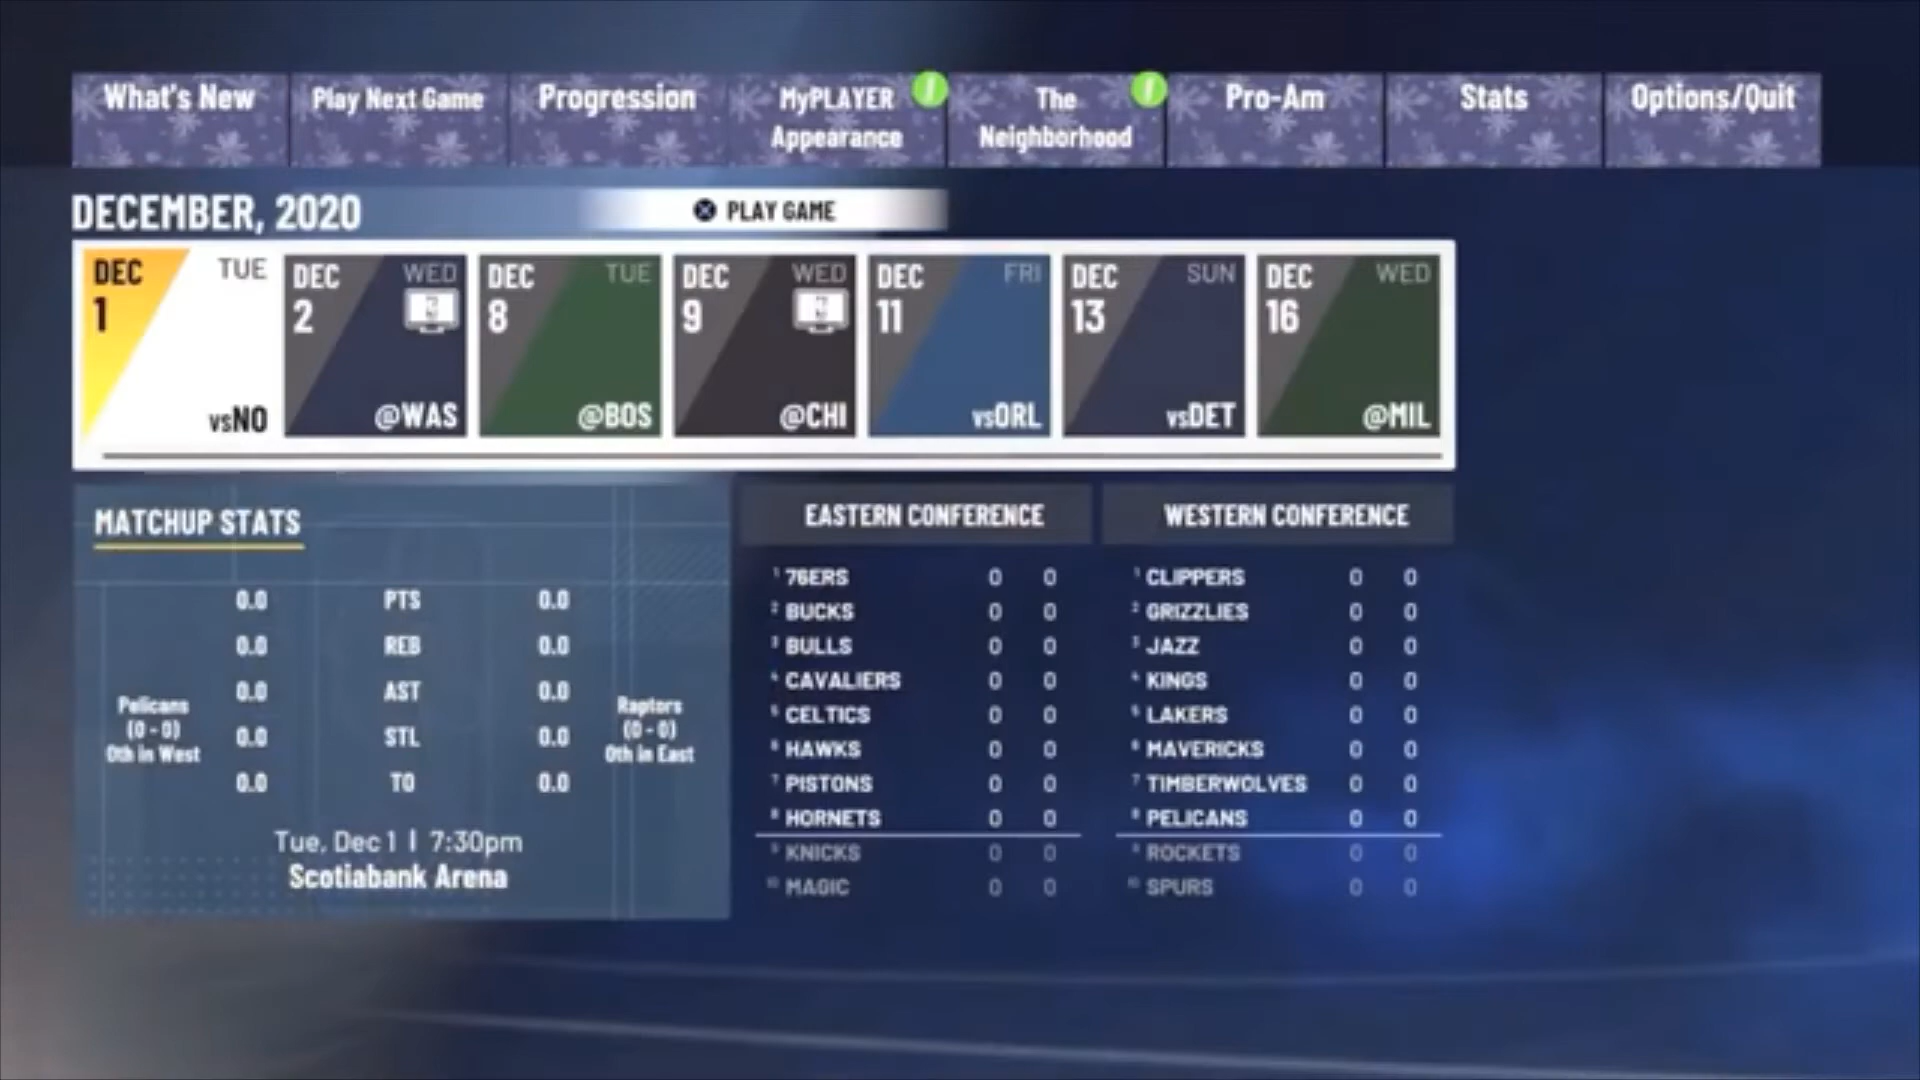 What's New
Play Next Game
Progression
MyPLAYER
Appearance
The
Neighborhood
Pro-Am
Stats
Options/Quit
DECEMBER, 2020
PLAY GAME
DEC TUE
1
vsNO
DEC WED
2
@WAS
DEC TUE
8
@BOS
DEC WED
9
@CHI
DEC FRI
11
vsORL
DEC SUN
13
vsDET
DEC WED
16
@MIL
MATCHUP STATS
0.0 PTS 0.0
0.0 REB 0.0
0.0 AST 0.0
0.0 STL 0.0
0.0 TO 0.0
Pelicans
(0 - 0)
0th in West
Raptors
(0 - 0)
0th in East
Tue, Dec 1 | 7:30pm
Scotiabank Arena
EASTERN CONFERENCE
1 76ERS 0 0
2 BUCKS 0 0
3 BULLS 0 0
4 CAVALIERS 0 0
5 CELTICS 0 0
6 HAWKS 0 0
7 PISTONS 0 0
8 HORNETS 0 0
9 KNICKS 0 0
10 MAGIC 0 0
WESTERN CONFERENCE
1 CLIPPERS 0 0
2 GRIZZLIES 0 0
3 JAZZ 0 0
4 KINGS 0 0
5 LAKERS 0 0
6 MAVERICKS 0 0
7 TIMBERWOLVES 0 0
8 PELICANS 0 0
9 ROCKETS 0 0
10 SPURS 0 0